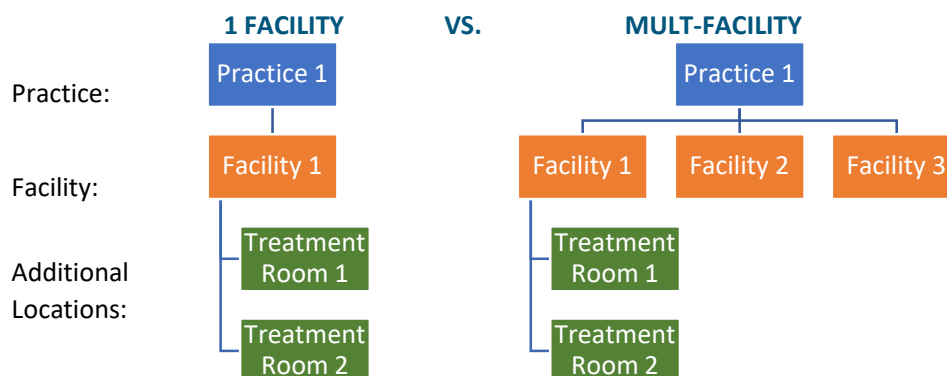 1 FACILITY VS. MULT-FACILITY
Practice: Practice 1 Practice 1
Facility: Facility 1 Facility 1 Facility 2 Facility 3
Additional
Locations:
Treatment
Room 1
Treatment
Room 1
Treatment
Room 2
Treatment
Room 2